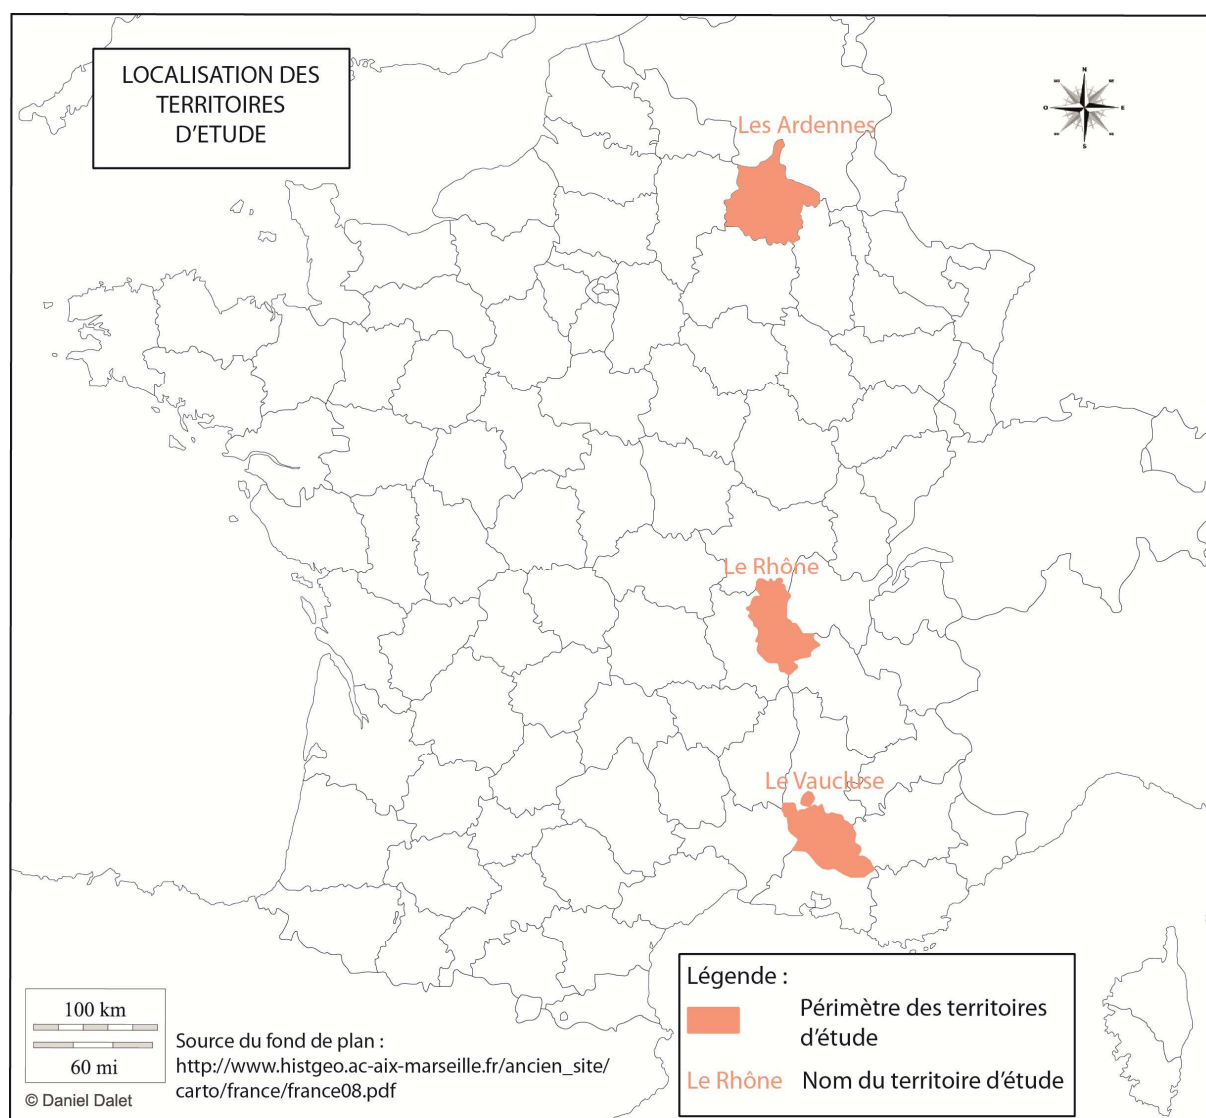 LOCALISATION DES
TERRITOIRES
D'ETUDE
N
O
E
S
Les Ardennes
Le Rhône
Le Vaucluse
Légende :
Périmètre des territoires
d'étude
Le Rhône Nom du territoire d'étude
100 km
60 mi
Source du fond de plan :
http://www.histgeo.ac-aix-marseille.fr/ancien_site/
carto/france/france08.pdf
© Daniel Dalet